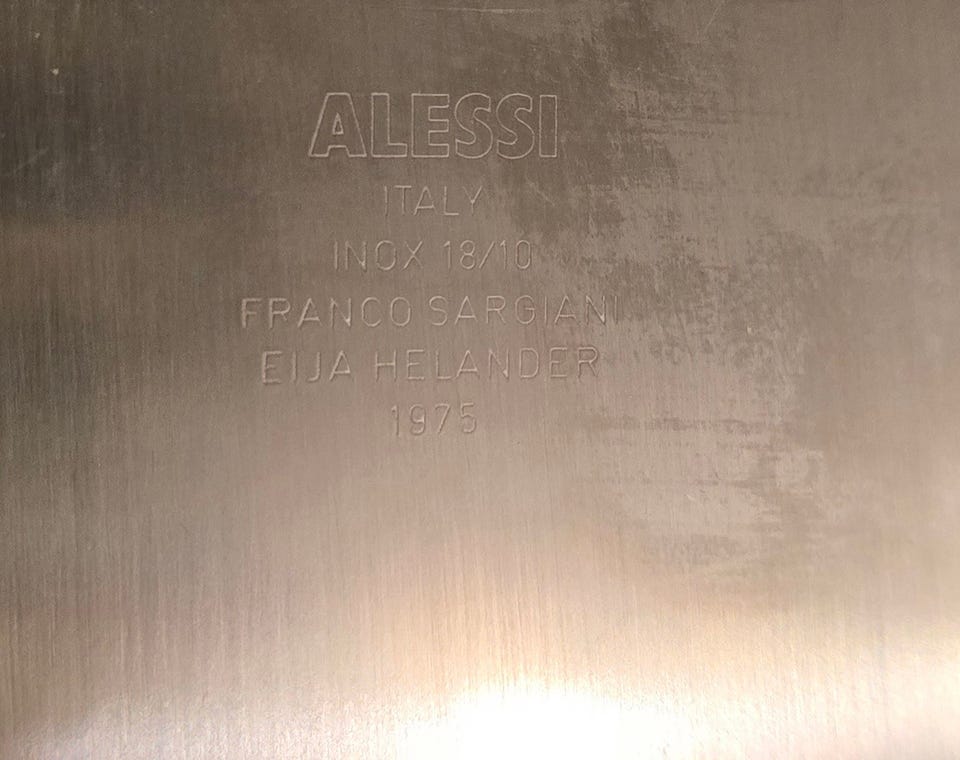 ALESSI
ITALY
INOX 18/10
FRANCO SARGIANI
EIJA HELANDER
1975